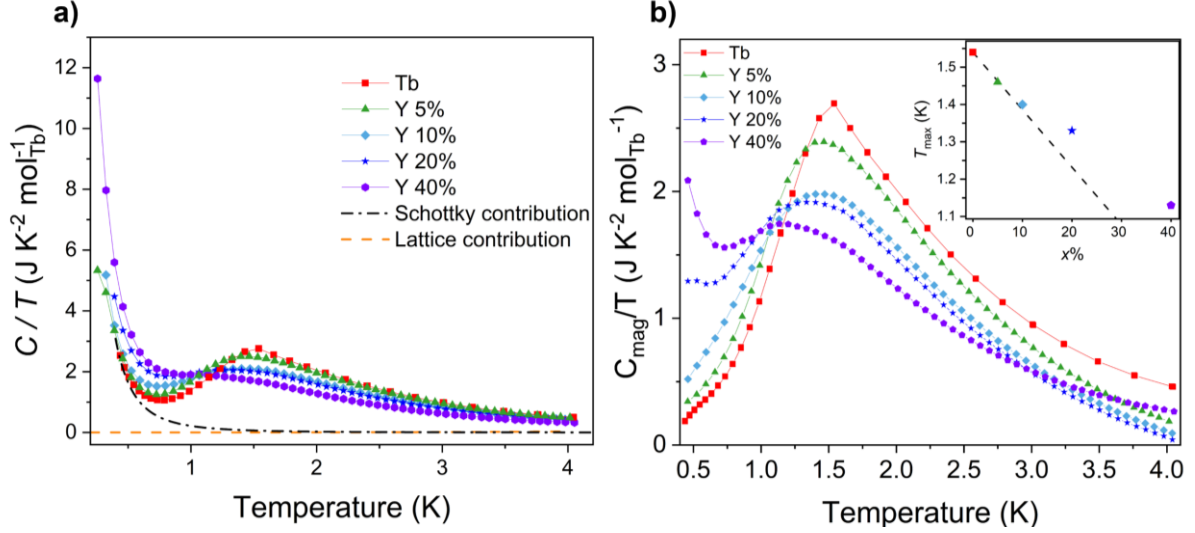 a)
C / T (J K-2 mol-1Tb)
12
10
8
6
4
2
0
Tb
Y 5%
Y 10%
Y 20%
Y 40%
Schottky contribution
Lattice contribution
1
2
3
4
Temperature (K)
b)
Cmag/T (J K-2 molTb-1)
3
2
1
0
Tb
Y 5%
Y 10%
Y 20%
Y 40%
0.5
1.0
1.5
2.0
2.5
3.0
3.5
4.0
Temperature (K)
Tmax (K)
1.5
1.4
1.3
1.2
1.1
0
10
20
30
40
x%